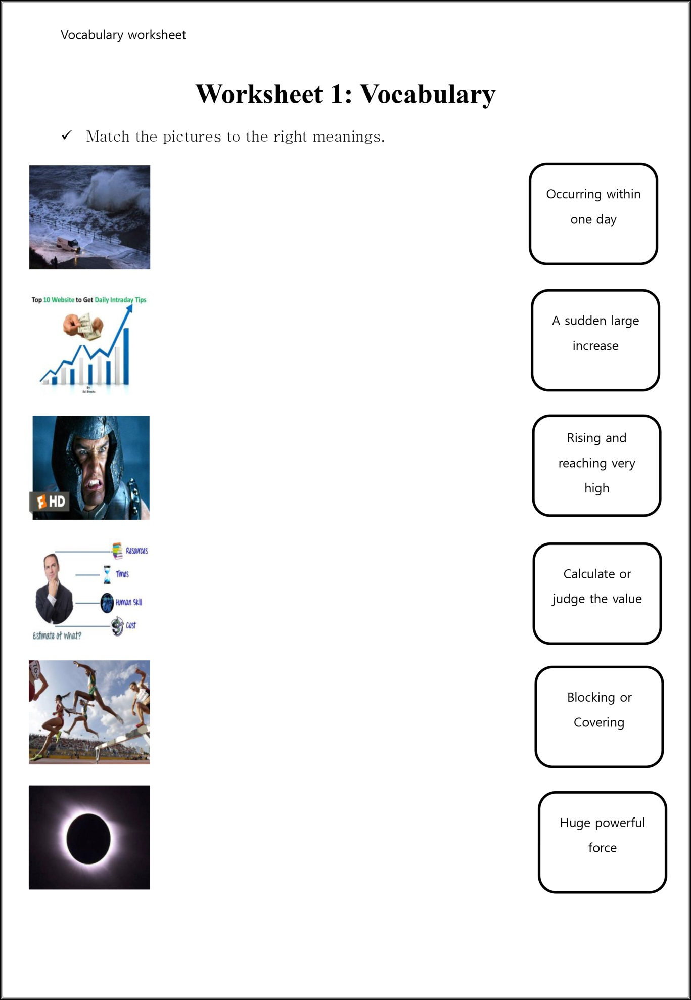 Vocabulary worksheet
Worksheet 1: Vocabulary
✓ Match the pictures to the right meanings.
Occurring within
one day
Top 10 Website to Get Daily Intraday Tips
By
Sai Stocks
A sudden large
increase
HD
Rising and
reaching very
high
Resources
Times
Human Skill
Cost
Estimate of What?
Calculate or
judge the value
763
Blocking or
Covering
Huge powerful
force